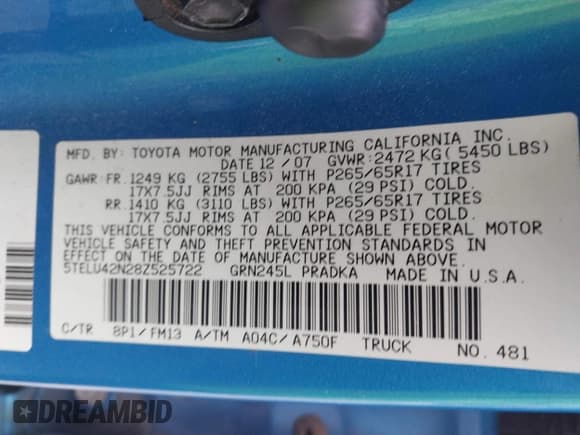 MFD. BY: TOYOTA MOTOR MANUFACTURING CALIFORNIA INC.
DATE 12 / 07 GVWR: 2472 KG( 5450 LBS)
GAWR: FR. 1249 KG (2755 LBS) WITH P265/65R17 TIRES
17X7.5JJ RIMS AT 200 KPA (29 PSI) COLD.
RR. 1410 KG (3110 LBS) WITH P265/65R17 TIRES
17X7.5JJ RIMS AT 200 KPA (29 PSI) COLD.
THIS VEHICLE CONFORMS TO ALL APPLICABLE FEDERAL MOTOR
VEHICLE SAFETY AND THEFT PREVENTION STANDARDS IN
EFFECT ON THE DATE OF MANUFACTURE SHOWN ABOVE.
5TELU42N28Z525722 GRN245L PRADKA MADE IN U.S.A.
C/TR 8P1/ FM13 A/TM A04C/ A750F TRUCK NO. 481
DREAMBID